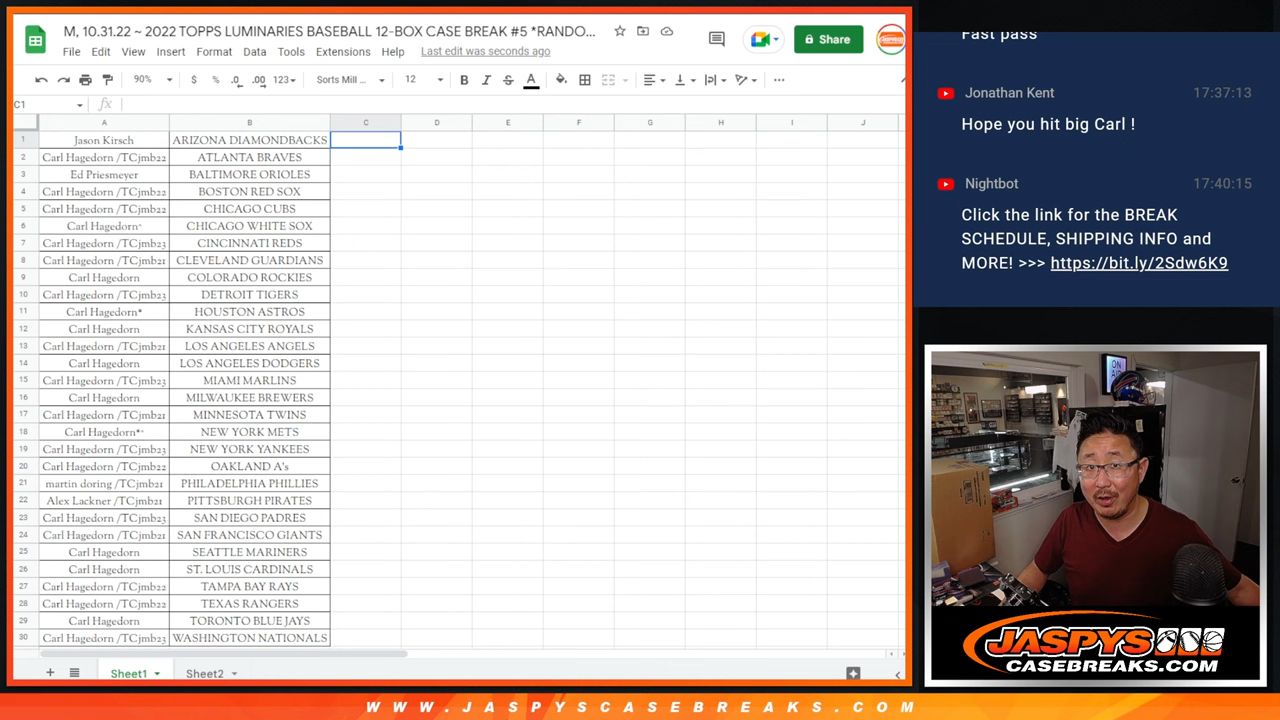 M, 10.31.22 ~ 2022 TOPPS LUMINARIES BASEBALL 12-BOX CASE BREAK #5 *RANDO...
File Edit View Insert Format Data Tools Extensions Help Last edit was seconds ago
Share
90% $ % .0 .00 123 Sorts Mill ... 12 B I S A
C1 fx
A B C D E F G H I J
1 Jason Kirsch ARIZONA DIAMONDBACKS
2 Carl Hagedorn /TCjmb22 ATLANTA BRAVES
3 Ed Priesmeyer BALTIMORE ORIOLES
4 Carl Hagedorn /TCjmb22 BOSTON RED SOX
5 Carl Hagedorn /TCjmb22 CHICAGO CUBS
6 Carl Hagedorn^ CHICAGO WHITE SOX
7 Carl Hagedorn /TCjmb23 CINCINNATI REDS
8 Carl Hagedorn /TCjmb21 CLEVELAND GUARDIANS
9 Carl Hagedorn COLORADO ROCKIES
10 Carl Hagedorn /TCjmb23 DETROIT TIGERS
11 Carl Hagedorn* HOUSTON ASTROS
12 Carl Hagedorn KANSAS CITY ROYALS
13 Carl Hagedorn /TCjmb21 LOS ANGELES ANGELS
14 Carl Hagedorn LOS ANGELES DODGERS
15 Carl Hagedorn /TCjmb23 MIAMI MARLINS
16 Carl Hagedorn MILWAUKEE BREWERS
17 Carl Hagedorn /TCjmb21 MINNESOTA TWINS
18 Carl Hagedorn*^ NEW YORK METS
19 Carl Hagedorn /TCjmb23 NEW YORK YANKEES
20 Carl Hagedorn /TCjmb22 OAKLAND A's
21 martin doring /TCjmb21 PHILADELPHIA PHILLIES
22 Alex Lackner /TCjmb21 PITTSBURGH PIRATES
23 Carl Hagedorn /TCjmb23 SAN DIEGO PADRES
24 Carl Hagedorn /TCjmb21 SAN FRANCISCO GIANTS
25 Carl Hagedorn SEATTLE MARINERS
26 Carl Hagedorn ST. LOUIS CARDINALS
27 Carl Hagedorn /TCjmb22 TAMPA BAY RAYS
28 Carl Hagedorn /TCjmb22 TEXAS RANGERS
29 Carl Hagedorn TORONTO BLUE JAYS
30 Carl Hagedorn /TCjmb23 WASHINGTON NATIONALS
Sheet1 Sheet2
Fast pass
Jonathan Kent 17:37:13
Hope you hit big Carl !
Nightbot 17:40:15
Click the link for the BREAK
SCHEDULE, SHIPPING INFO and
MORE! >>> https://bit.ly/2Sdw6K9
ON
AIR
JASPYS
CASEBREAKS.COM
WWW.JASPYSCASEBREAKS.COM